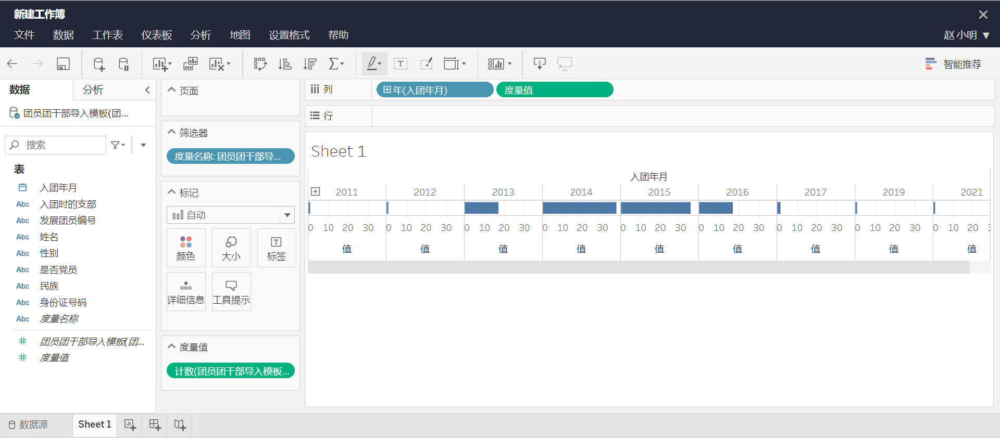 新建工作簿
文件 数据 工作表 仪表板 分析 地图 设置格式 帮助
赵 小明
智能推荐
数据 分析
团员团干部导入模板(团...
搜索
表
入团年月
Abc 入团时的支部
Abc 发展团员编号
Abc 姓名
Abc 性别
Abc 是否党员
Abc 民族
Abc 身份证号码
Abc 度量名称
团员团干部导入模板(团...
度量值
页面
筛选器
度量名称: 团员团干部导...
标记
自动
颜色 大小 标签
详细信息 工具提示
度量值
计数(团员团干部导入模板...
列 年(入团年月) 度量值
行
Sheet 1
入团年月
2011 2012 2013 2014 2015 2016 2017 2019 2021
0 10 20 30 0 10 20 30 0 10 20 30 0 10 20 30 0 10 20 30 0 10 20 30 0 10 20 30 0 10 20 30 0 10 20
值 值 值 值 值 值 值 值 值
数据源 Sheet 1